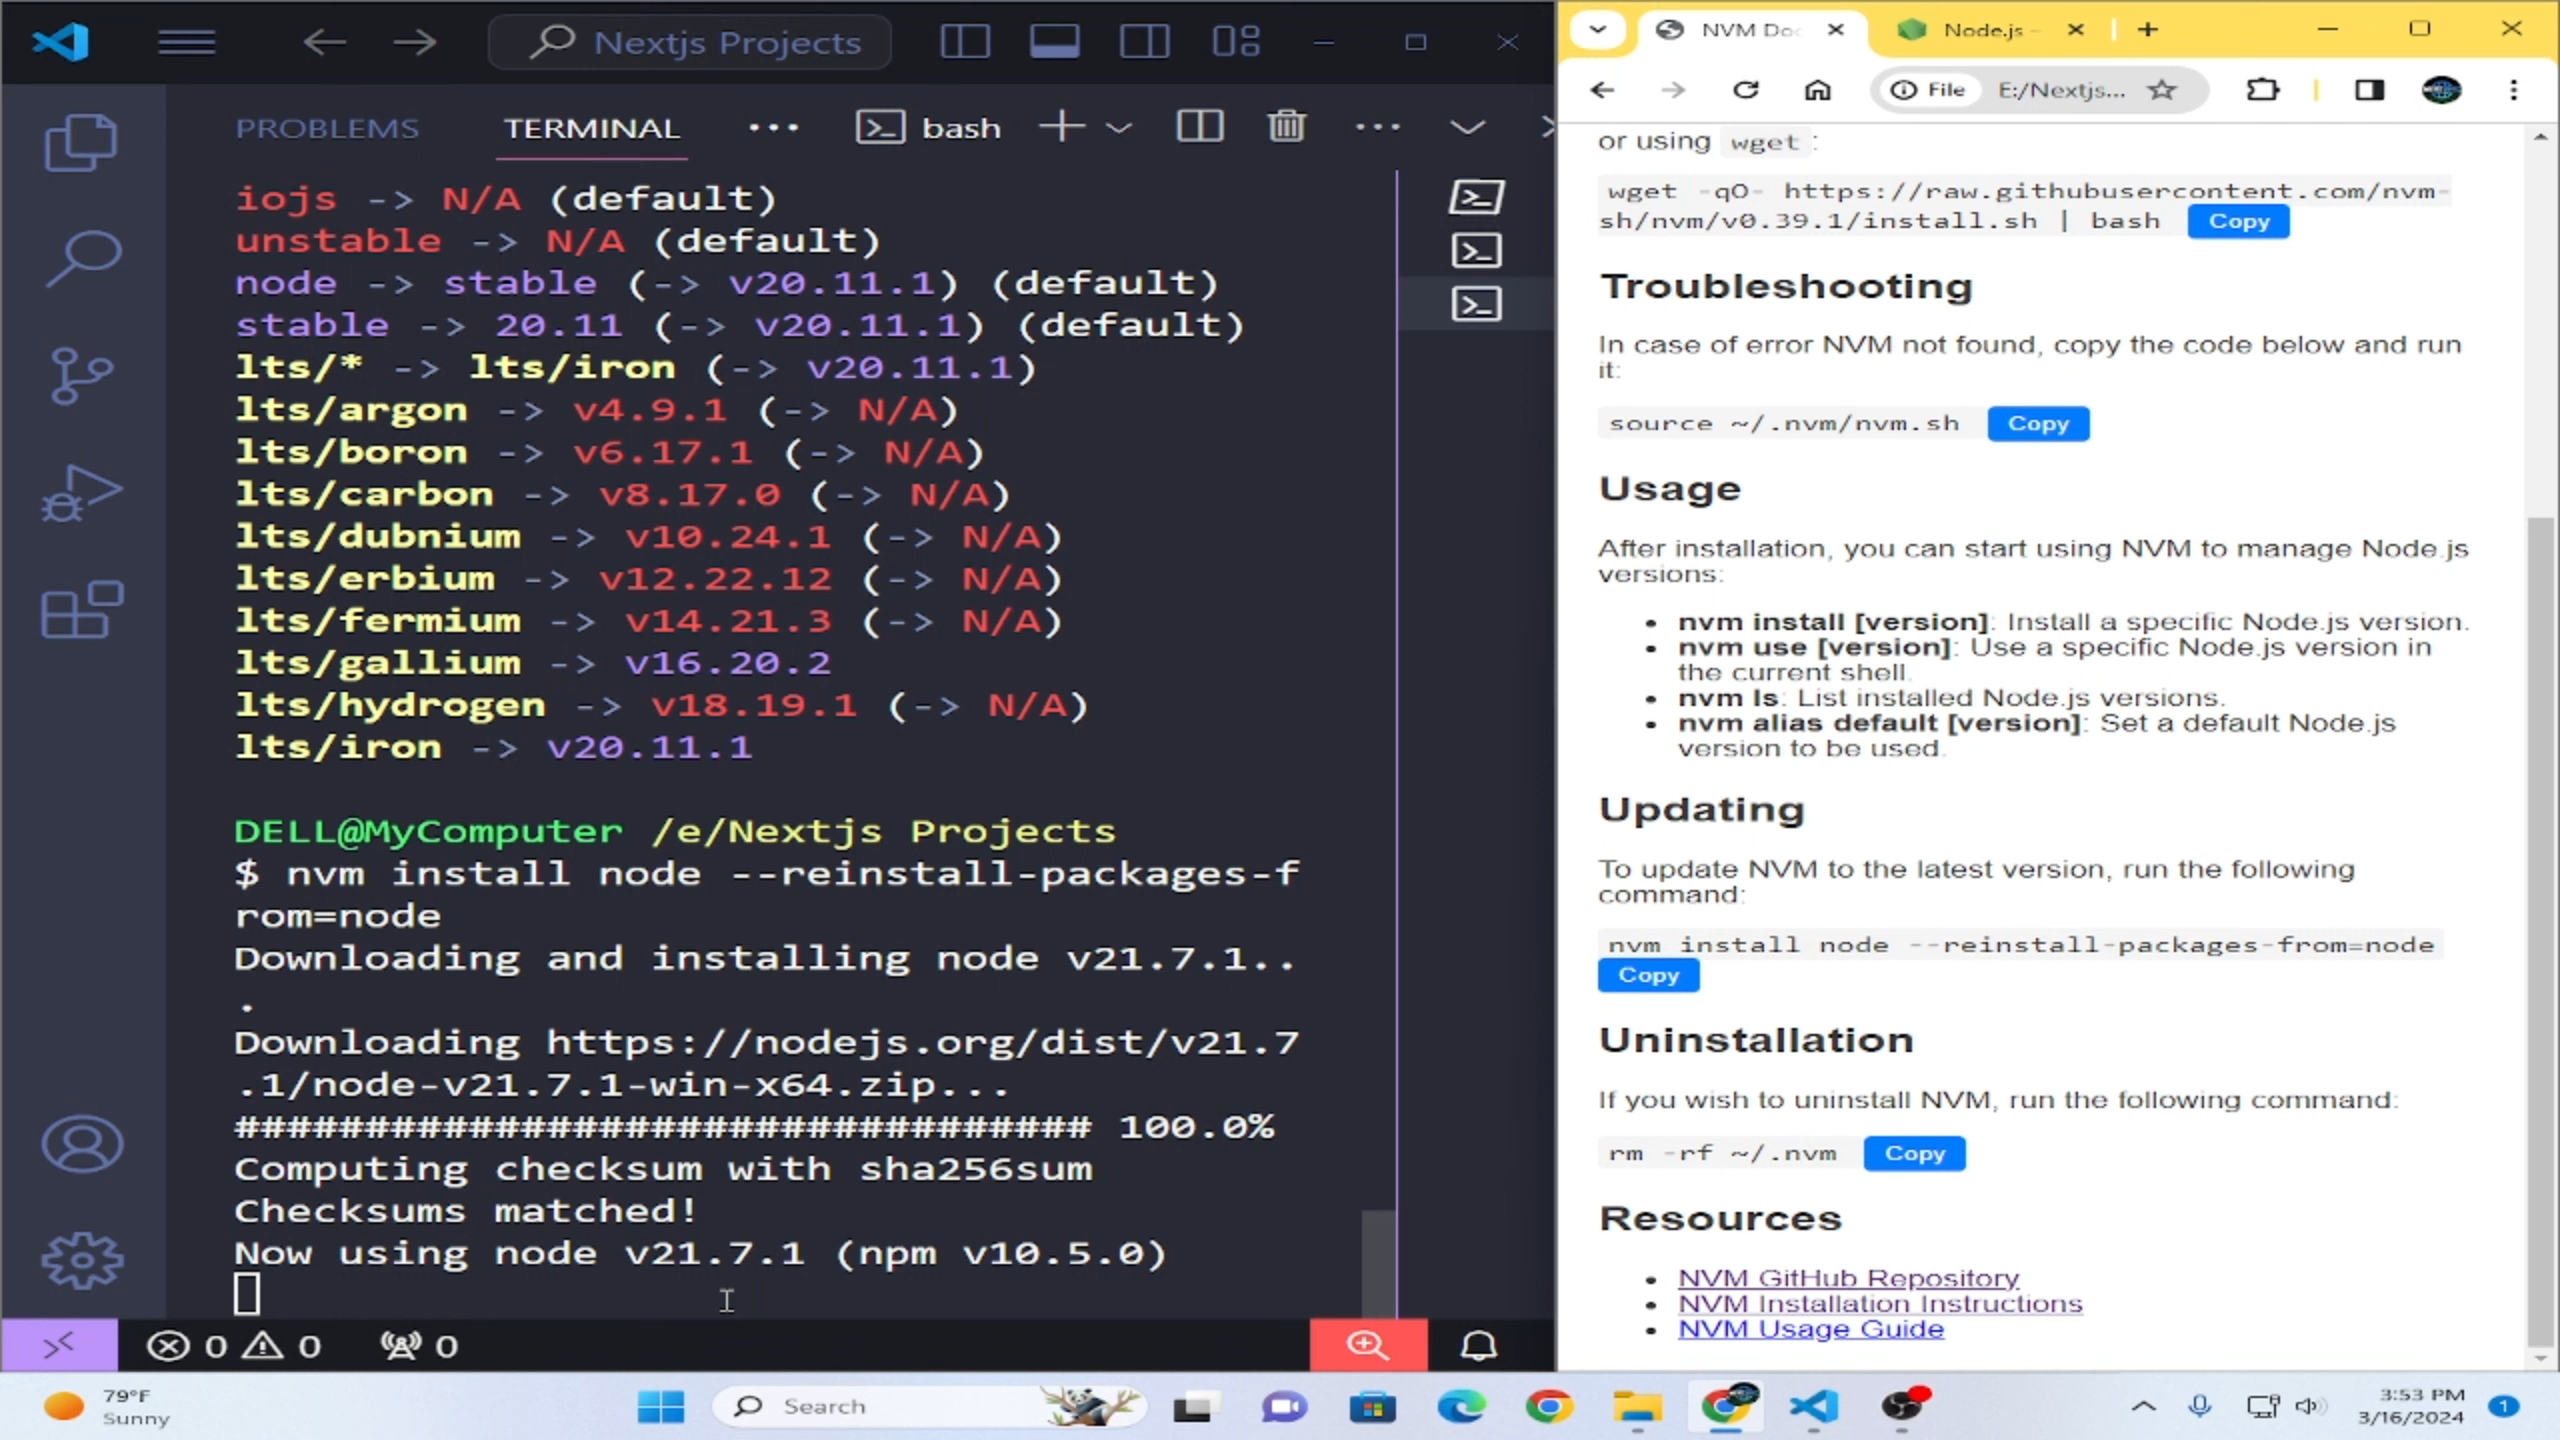 Nextjs Projects
PROBLEMS
TERMINAL
bash
iojs -> N/A (default)
unstable -> N/A (default)
node -> stable (-> v20.11.1) (default)
stable -> 20.11 (-> v20.11.1) (default)
lts/* -> lts/iron (-> v20.11.1)
lts/argon -> v4.9.1 (-> N/A)
lts/boron -> v6.17.1 (-> N/A)
lts/carbon -> v8.17.0 (-> N/A)
lts/dubnium -> v10.24.1 (-> N/A)
lts/erbium -> v12.22.12 (-> N/A)
lts/fermium -> v14.21.3 (-> N/A)
lts/gallium -> v16.20.2
lts/hydrogen -> v18.19.1 (-> N/A)
lts/iron -> v20.11.1
DELL@MyComputer /e/Nextjs Projects
$ nvm install node --reinstall-packages-f
rom=node
Downloading and installing node v21.7.1..
.
Downloading https://nodejs.org/dist/v21.7
.1/node-v21.7.1-win-x64.zip...
################################# 100.0%
Computing checksum with sha256sum
Checksums matched!
Now using node v21.7.1 (npm v10.5.0)
0 0 0
NVM Doc
Node.js –
File E:/Nextjs...
or using wget :
wget -qO- https://raw.githubusercontent.com/nvm-
sh/nvm/v0.39.1/install.sh | bash Copy
Troubleshooting
In case of error NVM not found, copy the code below and run
it:
source ~/.nvm/nvm.sh Copy
Usage
After installation, you can start using NVM to manage Node.js
versions:
• nvm install [version]: Install a specific Node.js version.
• nvm use [version]: Use a specific Node.js version in
the current shell.
• nvm ls: List installed Node.js versions.
• nvm alias default [version]: Set a default Node.js
version to be used.
Updating
To update NVM to the latest version, run the following
command:
nvm install node --reinstall-packages-from=node
Copy
Uninstallation
If you wish to uninstall NVM, run the following command:
rm -rf ~/.nvm Copy
Resources
• NVM GitHub Repository
• NVM Installation Instructions
• NVM Usage Guide
79°F
Sunny
Search
3:53 PM
3/16/2024
1